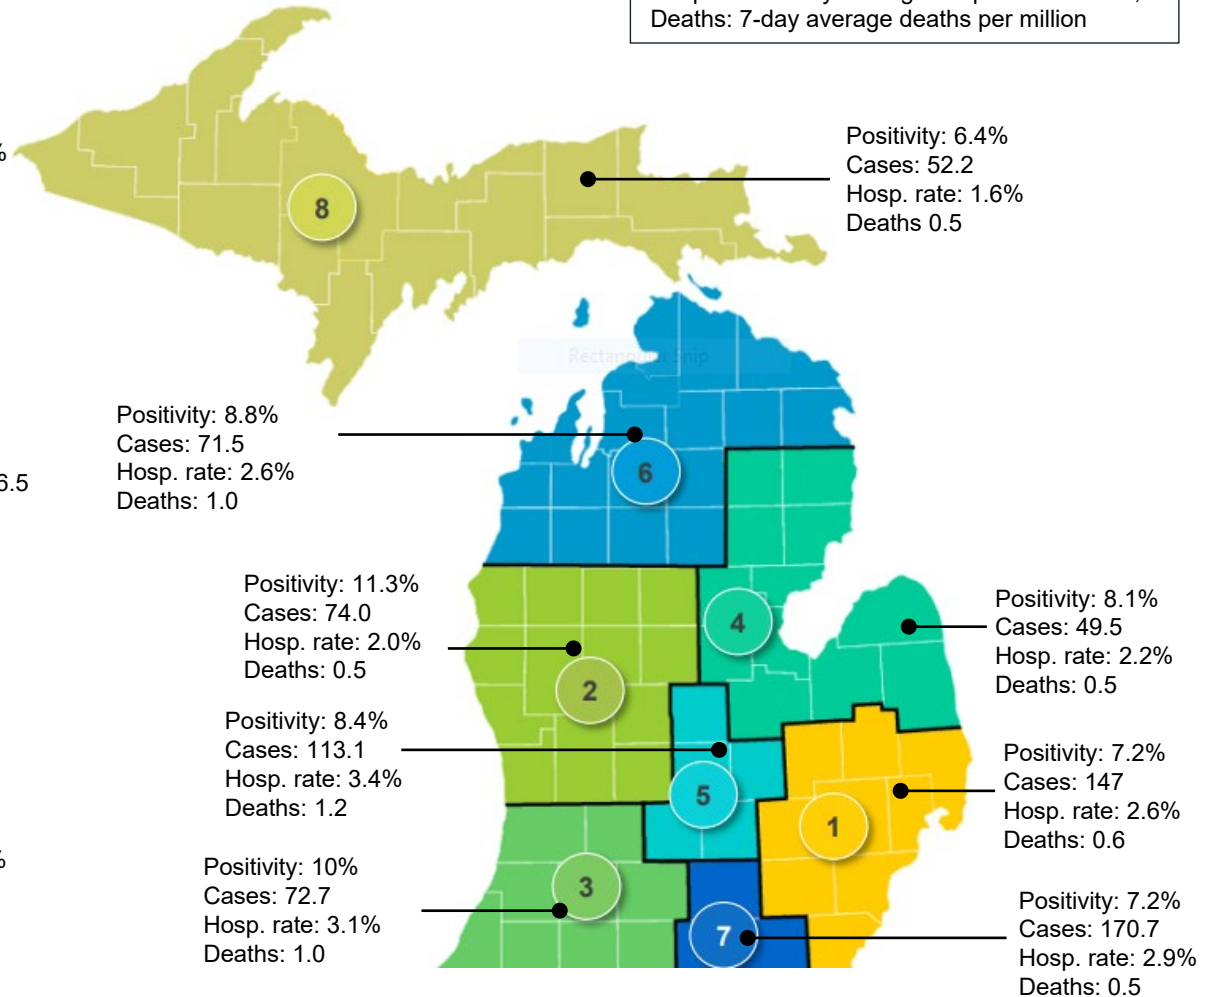 Deaths: 7-day average deaths per million
%
Positivity: 6.4%
Cases: 52.2
Hosp. rate: 1.6%
Deaths 0.5
8
Rectangular Snip
Positivity: 8.8%
Cases: 71.5
Hosp. rate: 2.6%
Deaths: 1.0
6
6.5
Positivity: 11.3%
Cases: 74.0
Hosp. rate: 2.0%
Deaths: 0.5
2
4
Positivity: 8.1%
Cases: 49.5
Hosp. rate: 2.2%
Deaths: 0.5
Positivity: 8.4%
Cases: 113.1
Hosp. rate: 3.4%
Deaths: 1.2
5
1
Positivity: 7.2%
Cases: 147
Hosp. rate: 2.6%
Deaths: 0.6
%
Positivity: 10%
Cases: 72.7
Hosp. rate: 3.1%
Deaths: 1.0
3
7
Positivity: 7.2%
Cases: 170.7
Hosp. rate: 2.9%
Deaths: 0.5